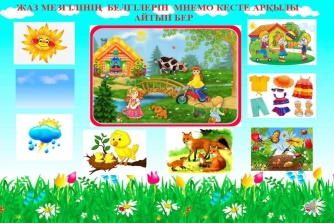 ЖАЗ МЕЗГІЛІНІҢ БЕЛГІЛЕРІН МНЕМО КЕСТЕ АРҚЫЛЫ
АЙТЫП БЕР